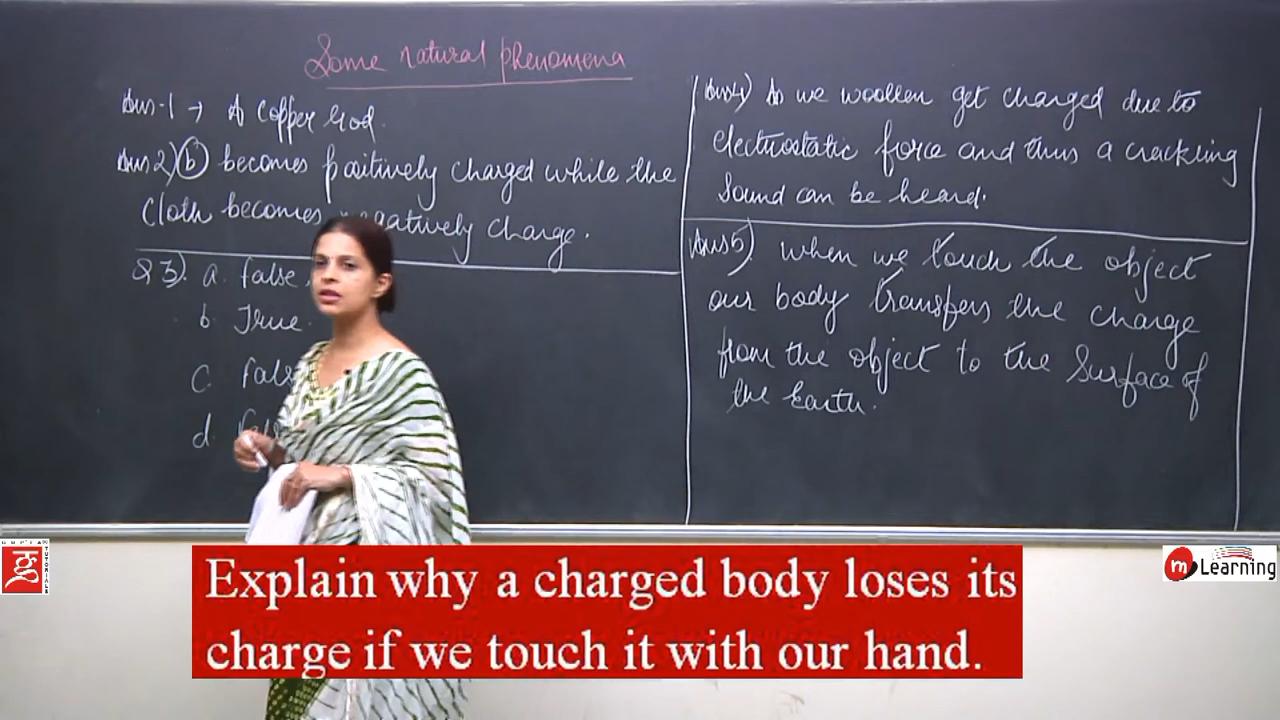 Some natural phenomena
Ans-1 → A Copper rod.
Ans 2) (b) becomes positively charged while the
cloth becomes negatively charge.
Q 3). a. false.
b. True.
c. fals
d.
Ans4) As we woollen get charged due to
electrostatic force and thus a crackling
sound can be heard.
Ans5). when we touch the object
our body transfers the charge
from the object to the Surface of
the Earth.
Explain why a charged body loses its
charge if we touch it with our hand.
TUTORIALS
m Learning